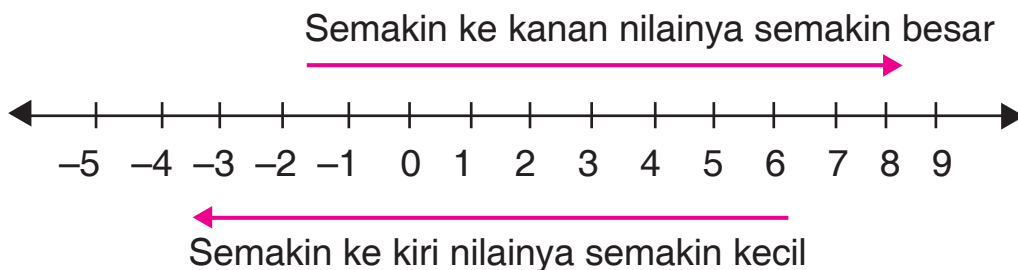 Semakin ke kanan nilainya semakin besar
–5 –4 –3 –2 –1 0 1 2 3 4 5 6 7 8 9
Semakin ke kiri nilainya semakin kecil